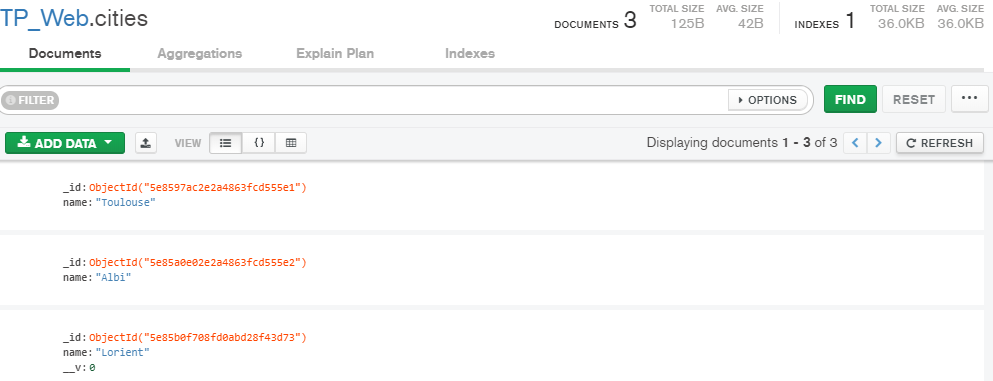 TP_Web.cities
DOCUMENTS 3 TOTAL SIZE 125B AVG. SIZE 42B INDEXES 1 TOTAL SIZE 36.0KB AVG. SIZE 36.0KB
Documents Aggregations Explain Plan Indexes
FILTER OPTIONS FIND RESET ...
ADD DATA VIEW {} Displaying documents 1 - 3 of 3 < > REFRESH
_id: ObjectId("5e8597ac2e2a4863fcd555e1")
name: "Toulouse"
_id: ObjectId("5e85a0e02e2a4863fcd555e2")
name: "Albi"
_id: ObjectId("5e85b0f708fd0abd28f43d73")
name: "Lorient"
__v: 0